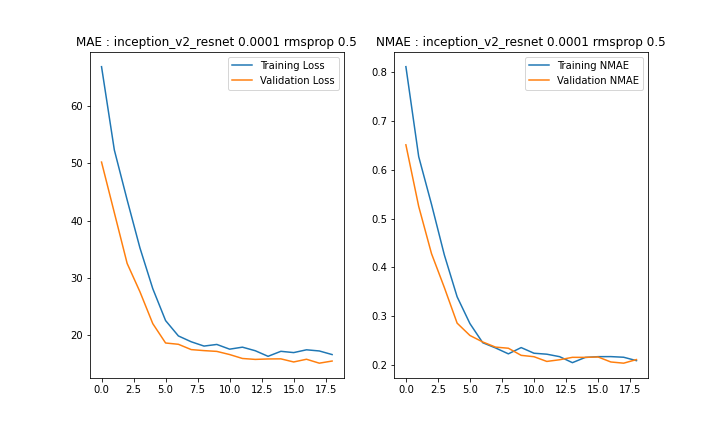 MAE : inception_v2_resnet 0.0001 rmsprop 0.5
Training Loss
Validation Loss
60
50
40
30
20
0.0 2.5 5.0 7.5 10.0 12.5 15.0 17.5
NMAE : inception_v2_resnet 0.0001 rmsprop 0.5
Training NMAE
Validation NMAE
0.8
0.7
0.6
0.5
0.4
0.3
0.2
0.0 2.5 5.0 7.5 10.0 12.5 15.0 17.5